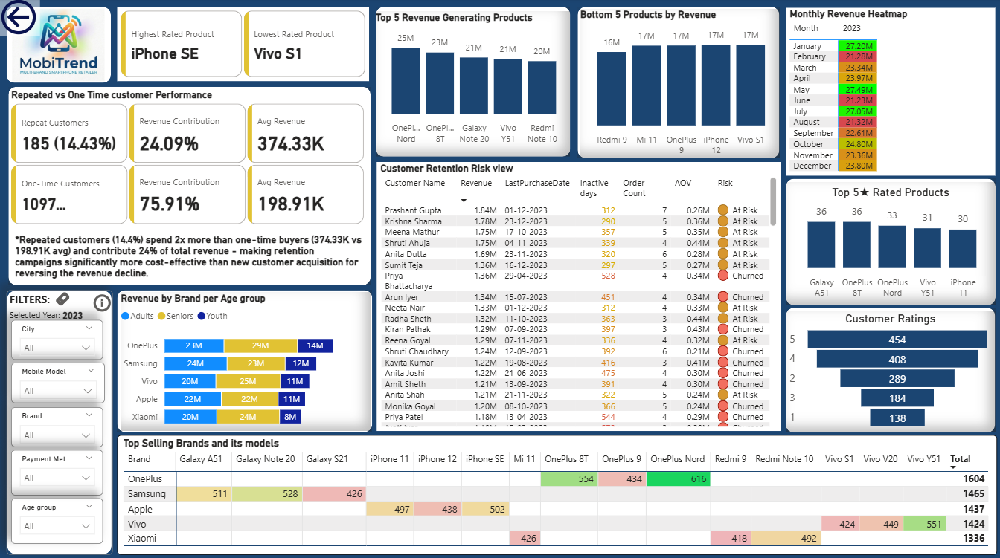 MobiTrend
MULTI-BRAND SMARTPHONE RETAILER
Highest Rated Product
iPhone SE
Lowest Rated Product
Vivo S1
Repeated vs One Time customer Performance
Repeat Customers
185 (14.43%)
Revenue Contribution
24.09%
Avg Revenue
374.33K
One-Time Customers
1097...
Revenue Contribution
75.91%
Avg Revenue
198.91K
*Repeated customers (14.4%) spend 2x more than one-time buyers (374.33K vs
198.91K avg) and contribute 24% of total revenue - making retention
campaigns significantly more cost-effective than new customer acquisition for
reversing the revenue decline.
Top 5 Revenue Generating Products
25M 23M 21M 21M 20M
OnePl... OnePl... Galaxy Vivo Redmi
Nord 8T Note 20 Y51 Note 10
Bottom 5 Products by Revenue
16M 17M 17M 17M 17M
Redmi 9 Mi 11 OnePlus iPhone Vivo S1
9 12
Monthly Revenue Heatmap
Month 2023
January 27.20M
February 21.28M
March 23.34M
April 23.97M
May 27.49M
June 21.23M
July 27.05M
August 21.32M
September 22.61M
October 24.80M
November 23.36M
December 23.80M
Customer Retention Risk view
Customer Name Revenue LastPurchaseDate Inactive Order AOV Risk
days Count
Prashant Gupta 1.84M 01-12-2023 312 7 0.26M At Risk
Krishna Sharma 1.78M 23-12-2023 290 5 0.36M At Risk
Meena Mathur 1.75M 17-10-2023 357 5 0.35M At Risk
Shruti Ahuja 1.75M 04-11-2023 339 4 0.44M At Risk
Anita Dutta 1.69M 23-11-2023 320 6 0.28M At Risk
Sumit Teja 1.36M 16-12-2023 297 5 0.27M At Risk
Priya 1.36M 29-04-2023 528 4 0.34M Churned
Bhattacharya
Arun Iyer 1.34M 15-07-2023 451 4 0.34M Churned
Neeta Nair 1.33M 01-12-2023 312 4 0.33M At Risk
Radha Sheth 1.32M 11-10-2023 363 3 0.44M At Risk
Kiran Pathak 1.29M 07-09-2023 397 3 0.43M Churned
Reena Goyal 1.29M 07-11-2023 336 4 0.32M At Risk
Shruti Chaudhary 1.24M 12-09-2023 392 6 0.21M Churned
Kavita Kumar 1.22M 19-08-2023 416 3 0.41M Churned
Anita Joshi 1.22M 21-06-2023 475 4 0.30M Churned
Amit Sheth 1.21M 13-09-2023 391 4 0.30M Churned
Anita Shah 1.21M 21-11-2023 322 5 0.24M At Risk
Monika Goyal 1.20M 08-10-2023 366 5 0.24M Churned
Priya Patel 1.18M 13-04-2023 544 4 0.29M Churned
Top 5★ Rated Products
36 36 33 31 30
Galaxy OnePlus OnePlus Vivo iPhone
A51 8T Nord Y51 11
Customer Ratings
5 454
4 408
2 289
3 184
1 138
FILTERS:
Selected Year: 2023
City
All
Mobile Model
All
Brand
All
Payment Met...
All
Age group
All
Revenue by Brand per Age group
Adults Seniors Youth
OnePlus 23M 29M 14M
Samsung 24M 23M 12M
Vivo 20M 25M 11M
Apple 22M 22M 11M
Xiaomi 20M 24M 8M
Top Selling Brands and its models
Brand Galaxy A51 Galaxy Note 20 Galaxy S21 iPhone 11 iPhone 12 iPhone SE Mi 11 OnePlus 8T OnePlus 9 OnePlus Nord Redmi 9 Redmi Note 10 Vivo S1 Vivo V20 Vivo Y51 Total
OnePlus 554 434 616 1604
Samsung 511 528 426 1465
Apple 497 438 502 1437
Vivo 424 449 551 1424
Xiaomi 426 418 492 1336